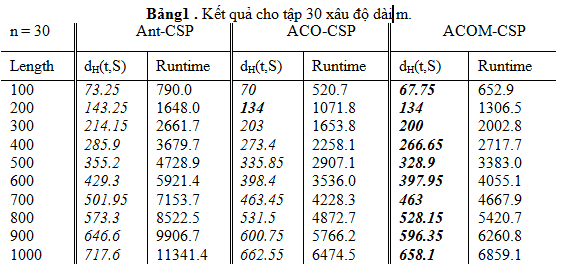 Bảng1 . Kết quả cho tập 30 xâu độ dài m.
n = 30 Ant-CSP ACO-CSP ACOM-CSP
Length d_H(t,S) Runtime d_H(t,S) Runtime d_H(t,S) Runtime
100 73.25 790.0 70 520.7 67.75 652.9
200 143.25 1648.0 134 1071.8 134 1306.5
300 214.15 2661.7 203 1653.8 200 2002.8
400 285.9 3679.7 273.4 2258.1 266.65 2717.7
500 355.2 4728.9 335.85 2907.1 328.9 3383.0
600 429.3 5921.4 398.4 3536.0 397.95 4055.1
700 501.95 7153.7 463.45 4228.3 463 4667.9
800 573.3 8522.5 531.5 4872.7 528.15 5420.7
900 646.6 9906.7 600.75 5766.2 596.35 6260.8
1000 717.6 11341.4 662.55 6474.5 658.1 6859.1